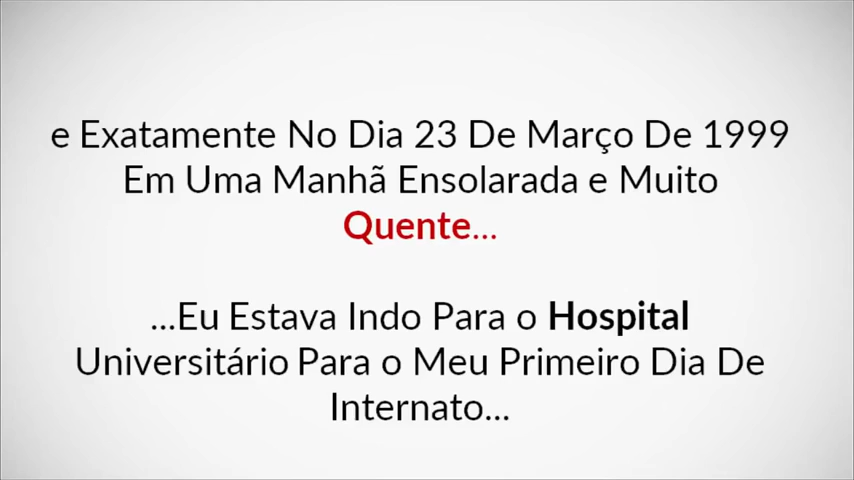 e Exatamente No Dia 23 De Março De 1999
Em Uma Manhã Ensolarada e Muito
Quente...
...Eu Estava Indo Para o Hospital
Universitário Para o Meu Primeiro Dia De
Internato...